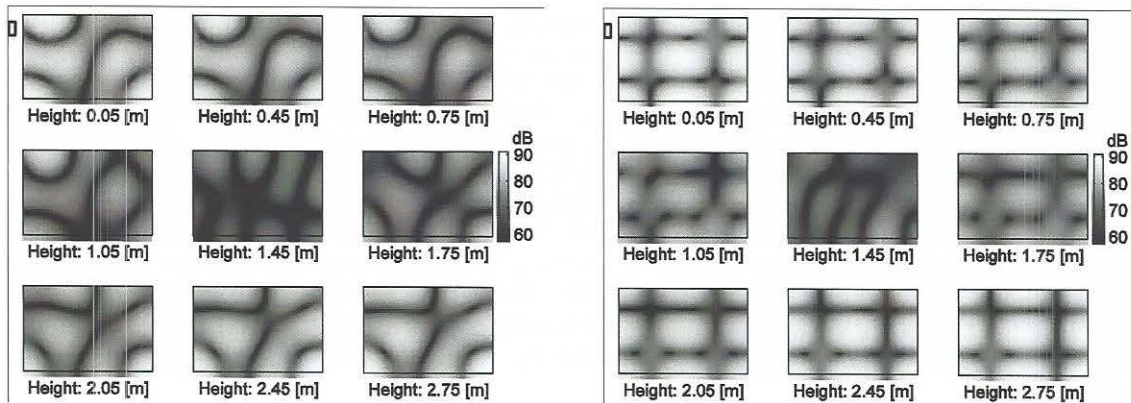 Height: 0.05 [m] Height: 0.45 [m] Height: 0.75 [m]
dB
90
80
70
60
Height: 1.05 [m] Height: 1.45 [m] Height: 1.75 [m]
Height: 2.05 [m] Height: 2.45 [m] Height: 2.75 [m]
Height: 0.05 [m] Height: 0.45 [m] Height: 0.75 [m]
dB
90
80
70
60
Height: 1.05 [m] Height: 1.45 [m] Height: 1.75 [m]
Height: 2.05 [m] Height: 2.45 [m] Height: 2.75 [m]